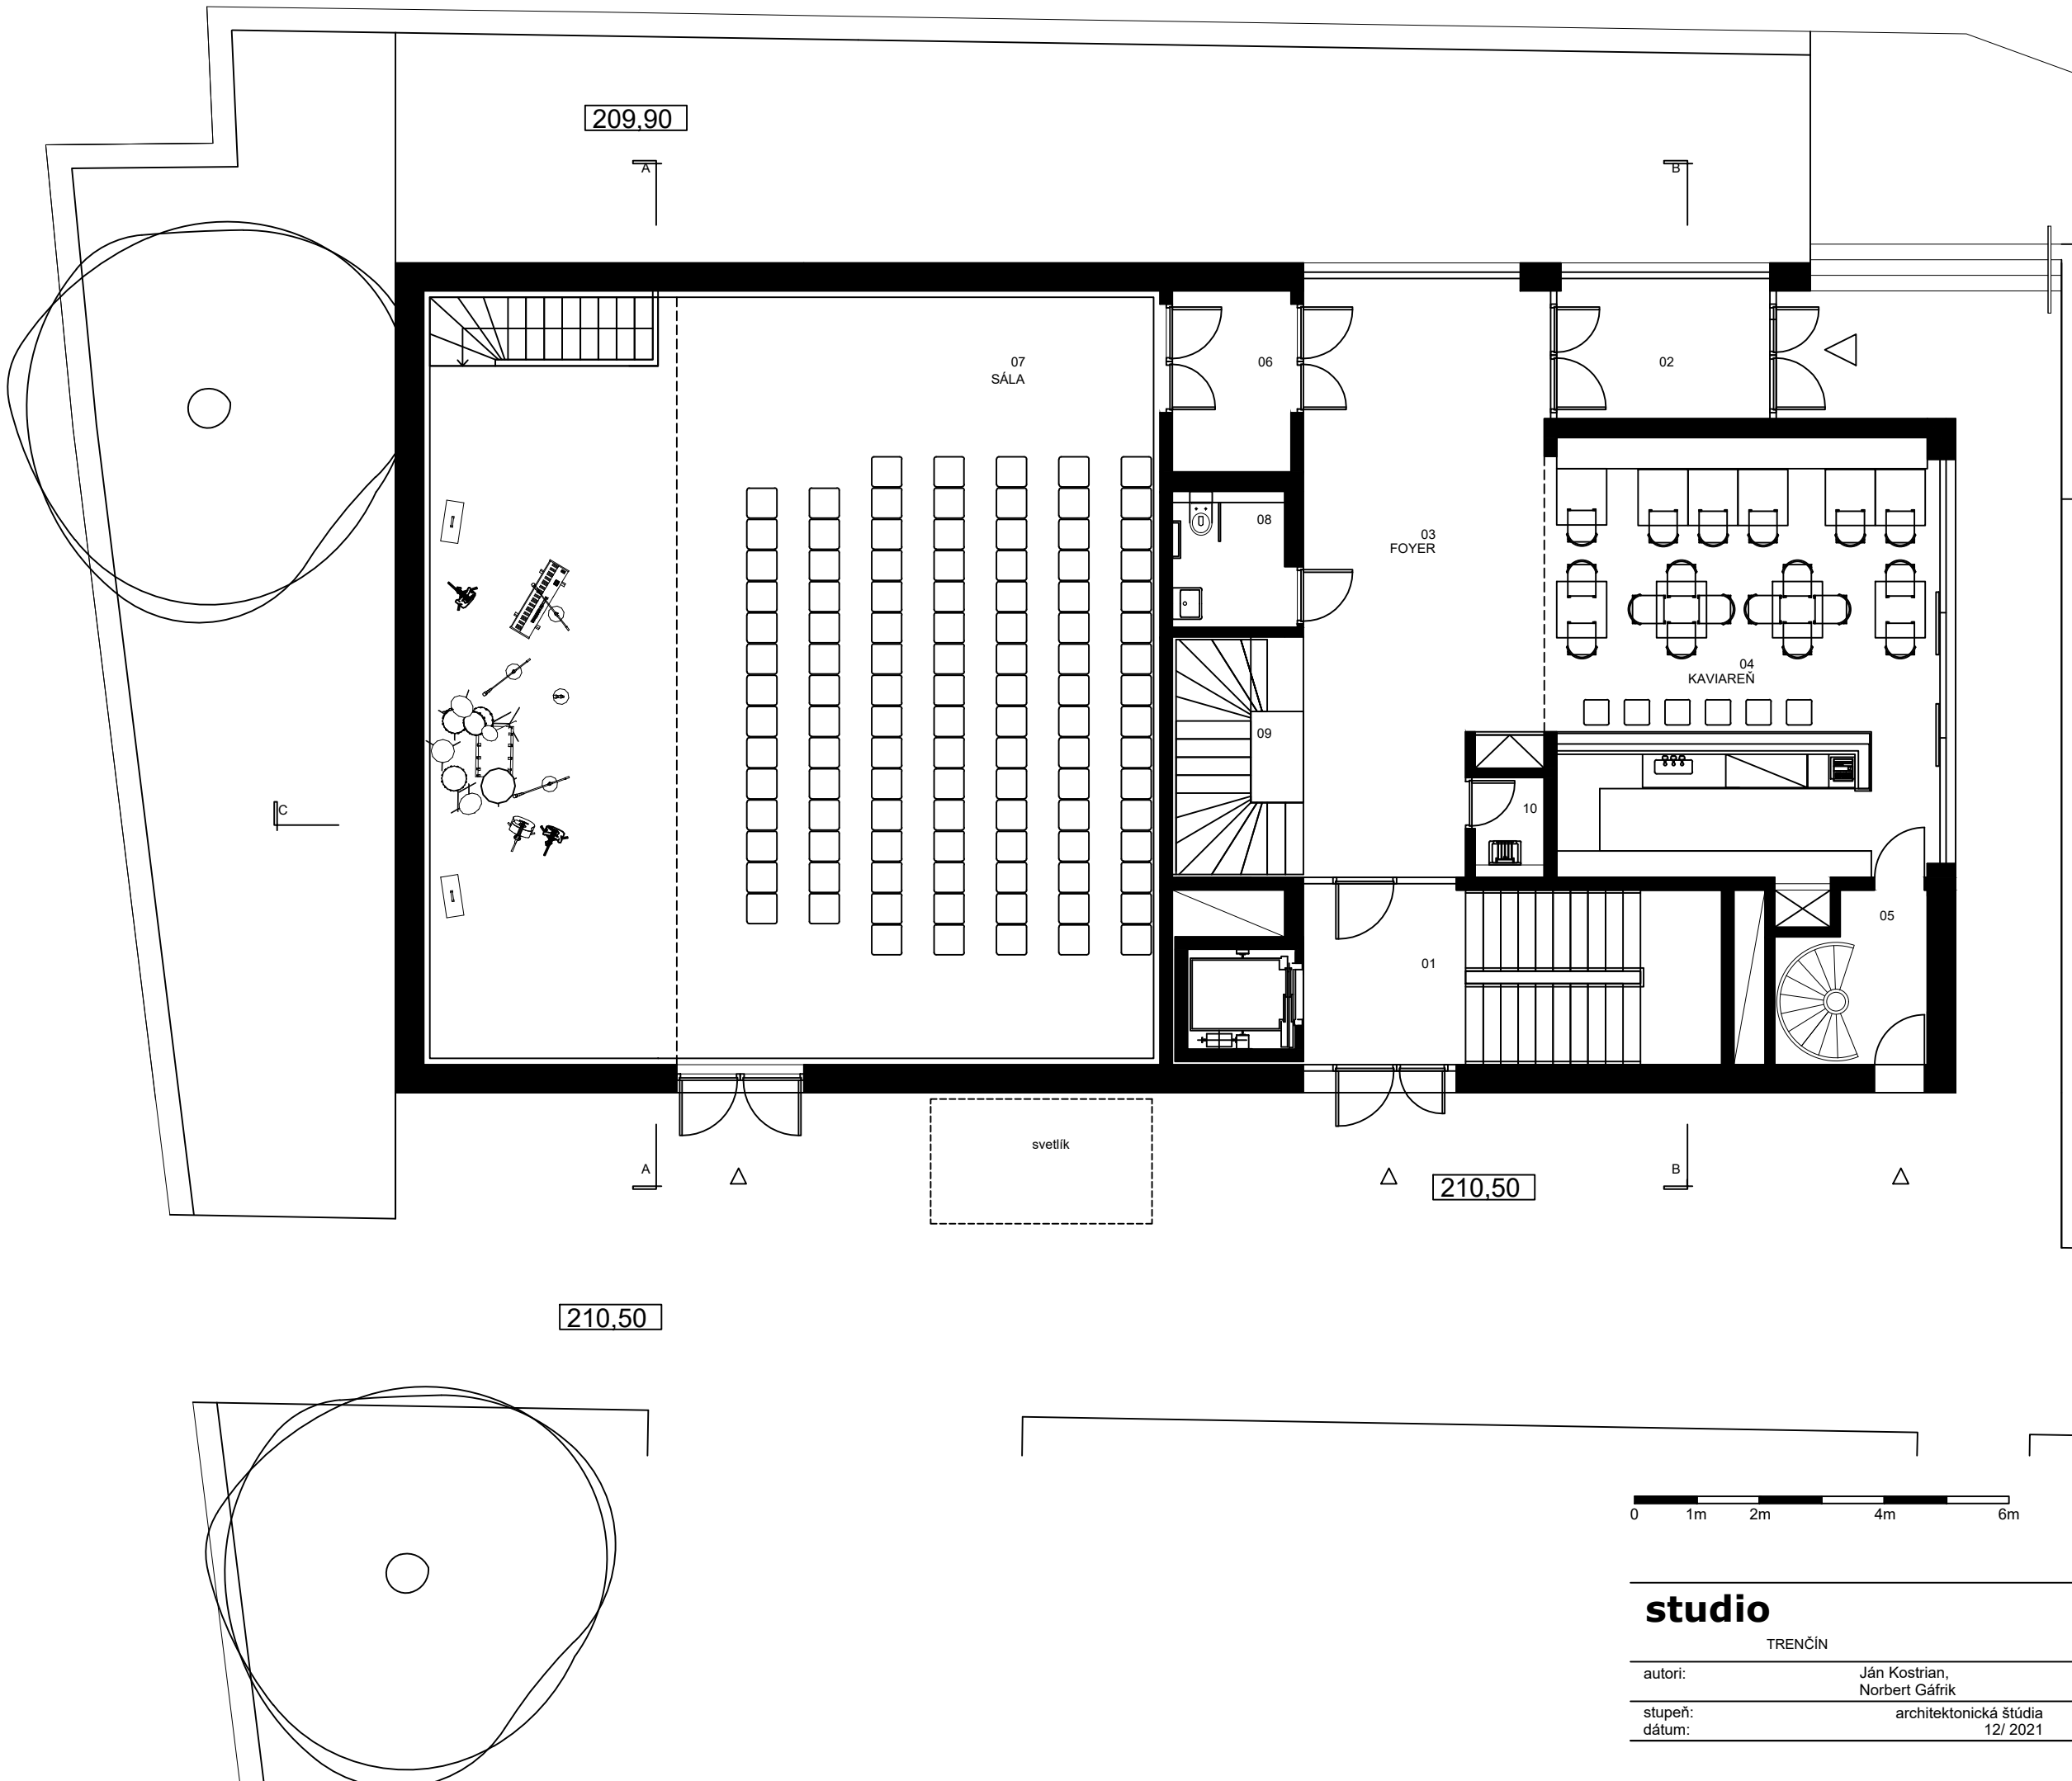 209,90
A
B
07
SÁLA
06
02
08
03
FOYER
04
KAVIAREŇ
09
C
10
05
01
svetlík
A
B
210,50
210,50
0 1m 2m 4m 6m
studio
TRENČÍN
autori: Ján Kostrian,
Norbert Gáfrik
stupeň: architektonická štúdia
dátum: 12/ 2021